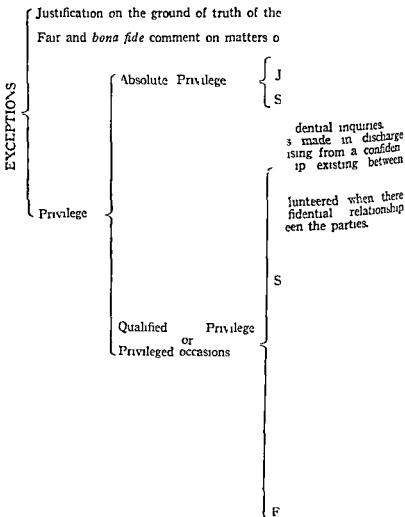 EXCEPTIONS
Justification on the ground of truth of the
Fair and bona fide comment on matters o
Absolute Privilege
J
S
dential inquiries.
s made in discharge
ising from a confiden
ip existing between
lunteered when there
fidential relationship
een the parties.
Privilege
S
Qualified Privilege
or
Privileged occasions
F